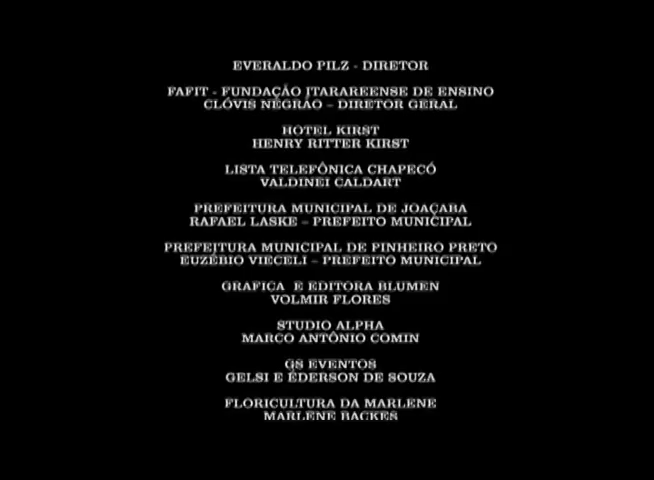 EVERALDO PILZ - DIRETOR
FAFIT - FUNDAÇÃO ITARAREENSE DE ENSINO
CLÓVIS NEGRÃO – DIRETOR GERAL
HOTEL KIRST
HENRY RITTER KIRST
LISTA TELEFÔNICA CHAPECÓ
VALDINEI CALDART
PREFEITURA MUNICIPAL DE JOAÇABA
RAFAEL LASKE – PREFEITO MUNICIPAL
PREFEITURA MUNICIPAL DE PINHEIRO PRETO
EUZÉBIO VIECELI – PREFEITO MUNICIPAL
GRAFICA E EDITORA BLUMEN
VOLMIR FLORES
STUDIO ALPHA
MARCO ANTÔNIO COMIN
GS EVENTOS
GELSI E ÉDERSON DE SOUZA
FLORICULTURA DA MARLENE
MARLENE BACKES